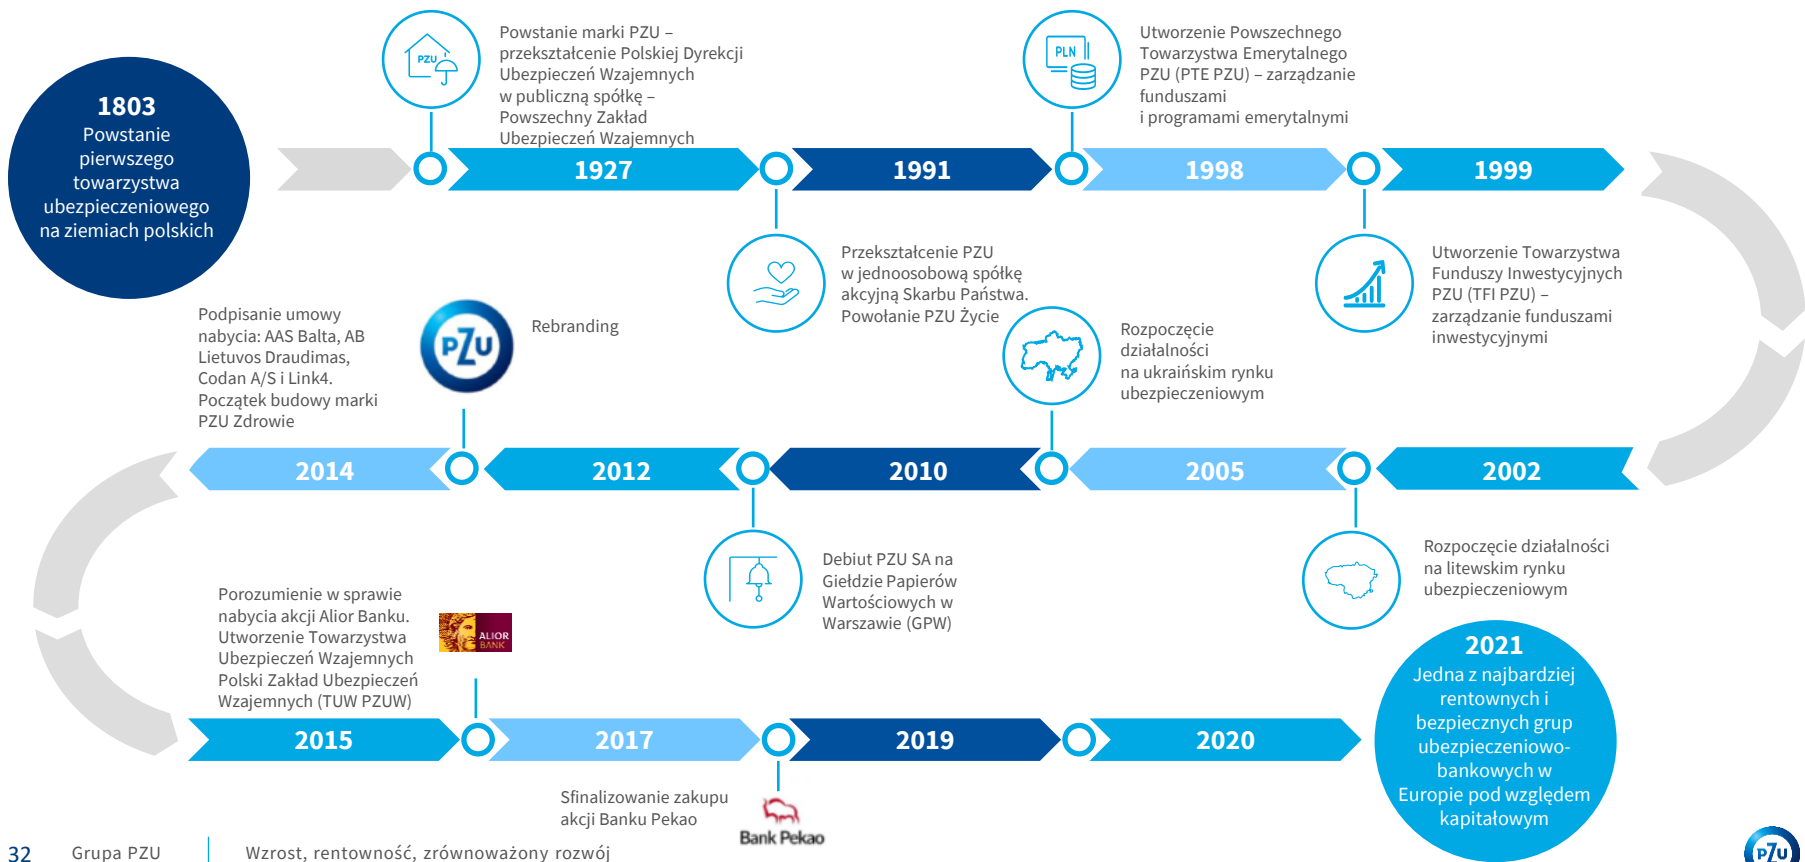 1803
Powstanie
pierwszego
towarzystwa
ubezpieczeniowego
na ziemiach polskich
PZU
Powstanie marki PZU –
przekształcenie Polskiej Dyrekcji
Ubezpieczeń Wzajemnych
w publiczną spółkę –
Powszechny Zakład
Ubezpieczeń Wzajemnych
PLN
Utworzenie Powszechnego
Towarzystwa Emerytalnego
PZU (PTE PZU) – zarządzanie
funduszami
i programami emerytalnymi
1927
1991
1998
1999
Przekształcenie PZU
w jednoosobową spółkę
akcyjną Skarbu Państwa.
Powołanie PZU Życie
Utworzenie Towarzystwa
Funduszy Inwestycyjnych
PZU (TFI PZU) –
zarządzanie funduszami
inwestycyjnymi
Podpisanie umowy
nabycia: AAS Balta, AB
Lietuvos Draudimas,
Codan A/S i Link4.
Początek budowy marki
PZU Zdrowie
PZU
Rebranding
Rozpoczęcie
działalności
na ukraińskim rynku
ubezpieczeniowym
2014
2012
2010
2005
2002
Debiut PZU SA na
Giełdzie Papierów
Wartościowych w
Warszawie (GPW)
Rozpoczęcie działalności
na litewskim rynku
ubezpieczeniowym
Porozumienie w sprawie
nabycia akcji Alior Banku.
Utworzenie Towarzystwa
Ubezpieczeń Wzajemnych
Polski Zakład Ubezpieczeń
Wzajemnych (TUW PZUW)
ALIOR
BANK
2015
2017
2019
2020
2021
Jedna z najbardziej
rentownych i
bezpiecznych grup
ubezpieczeniowo-
bankowych w
Europie pod względem
kapitałowym
Sfinalizowanie zakupu
akcji Banku Pekao
Bank Pekao
32 Grupa PZU Wzrost, rentowność, zrównoważony rozwój
PZU